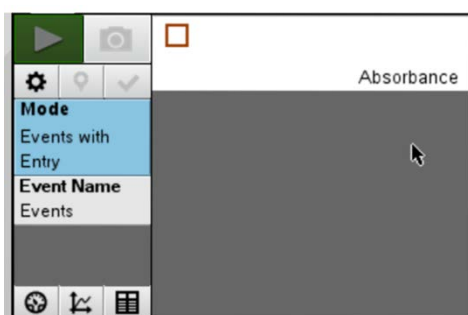 Absorbance
Mode
Events with
Entry
Event Name
Events